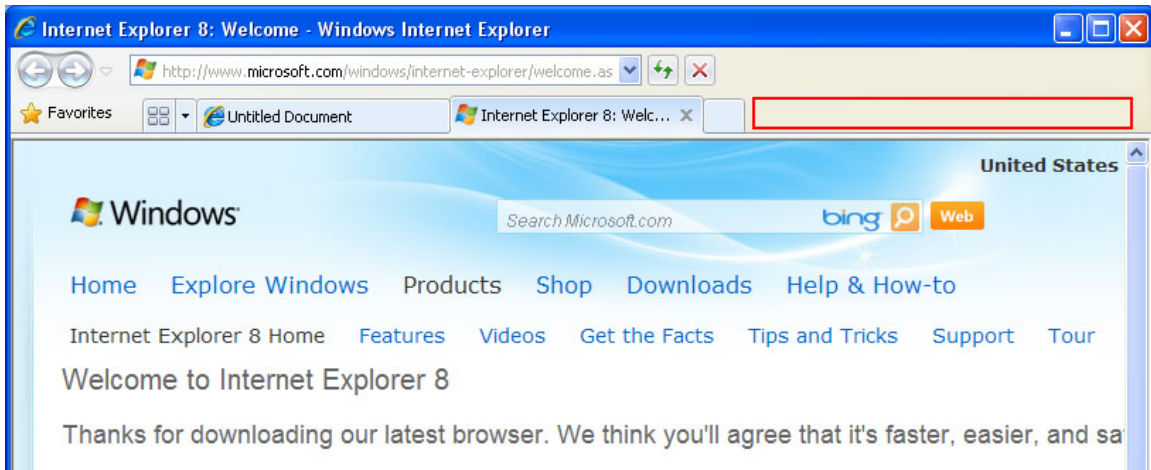 Internet Explorer 8: Welcome - Windows Internet Explorer
http://www.microsoft.com/windows/internet-explorer/welcome.as
Favorites Untitled Document Internet Explorer 8: Welc... X
United States
Windows Search Microsoft.com bing Web
Home Explore Windows Products Shop Downloads Help & How-to
Internet Explorer 8 Home Features Videos Get the Facts Tips and Tricks Support Tour
Welcome to Internet Explorer 8
Thanks for downloading our latest browser. We think you'll agree that it's faster, easier, and sa